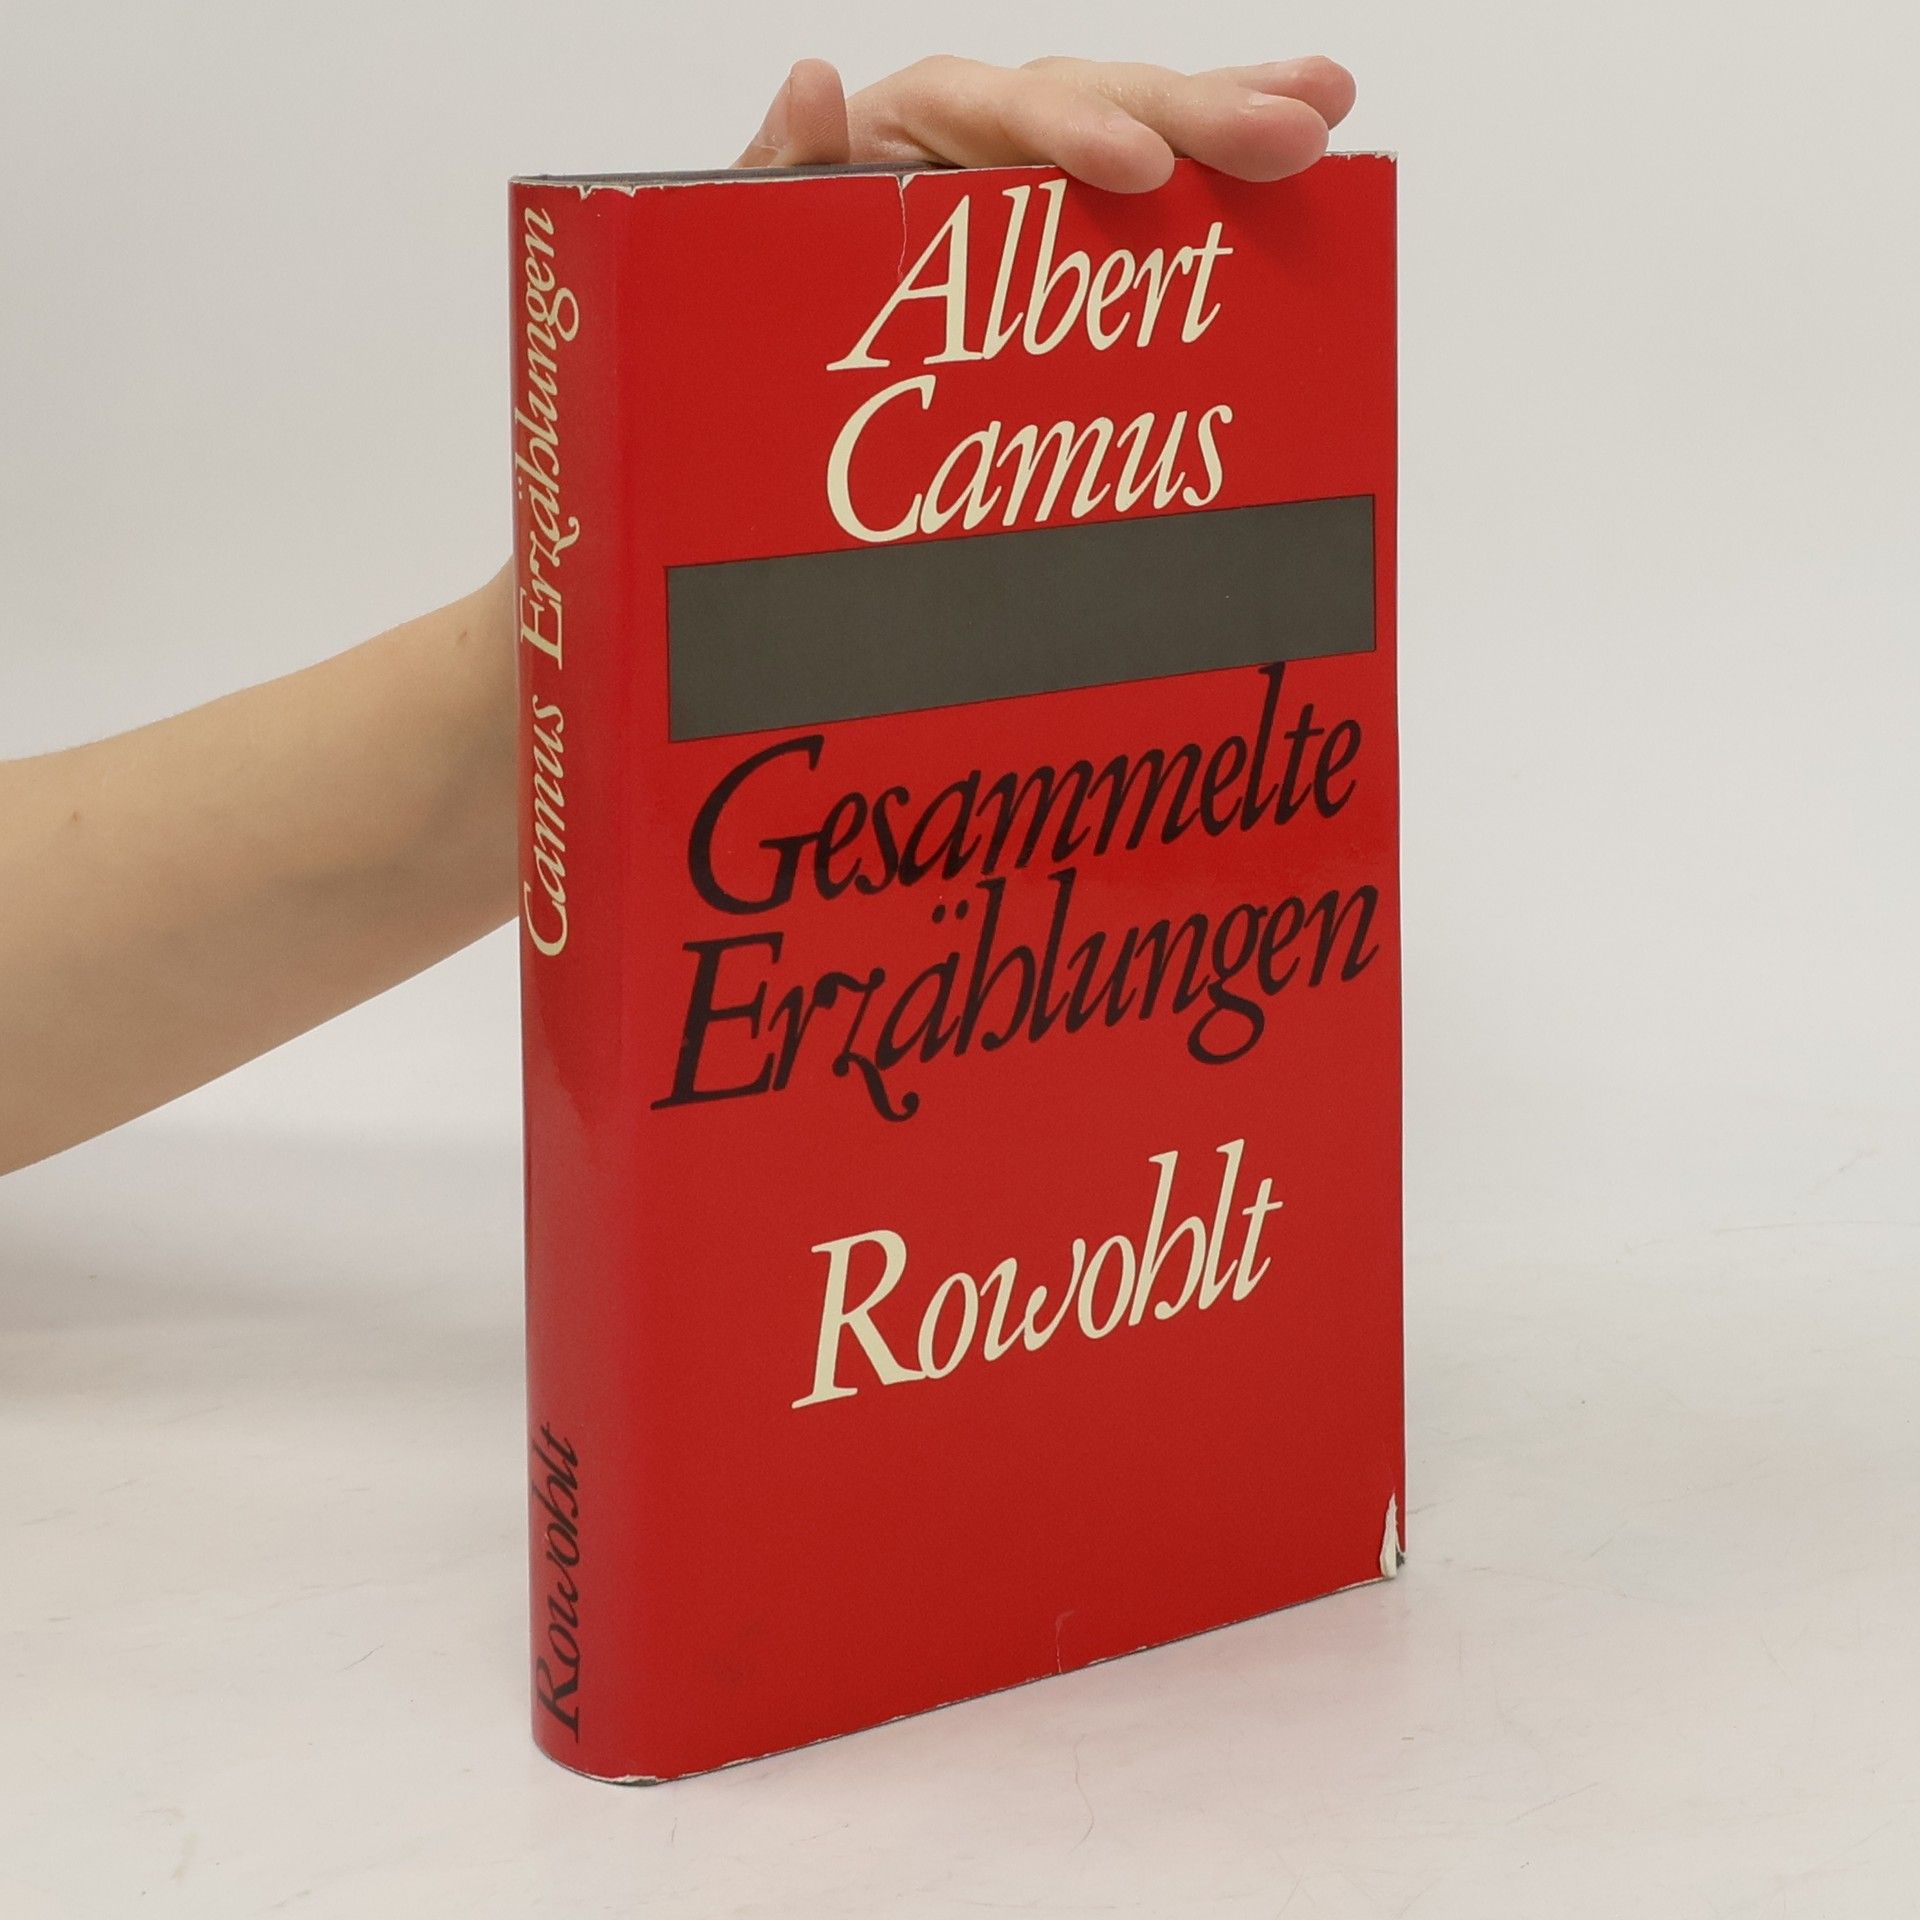 Albert
Camus
Gesammelte
Erzählungen
Rowohlt
Camus Erzählungen
Rowohlt